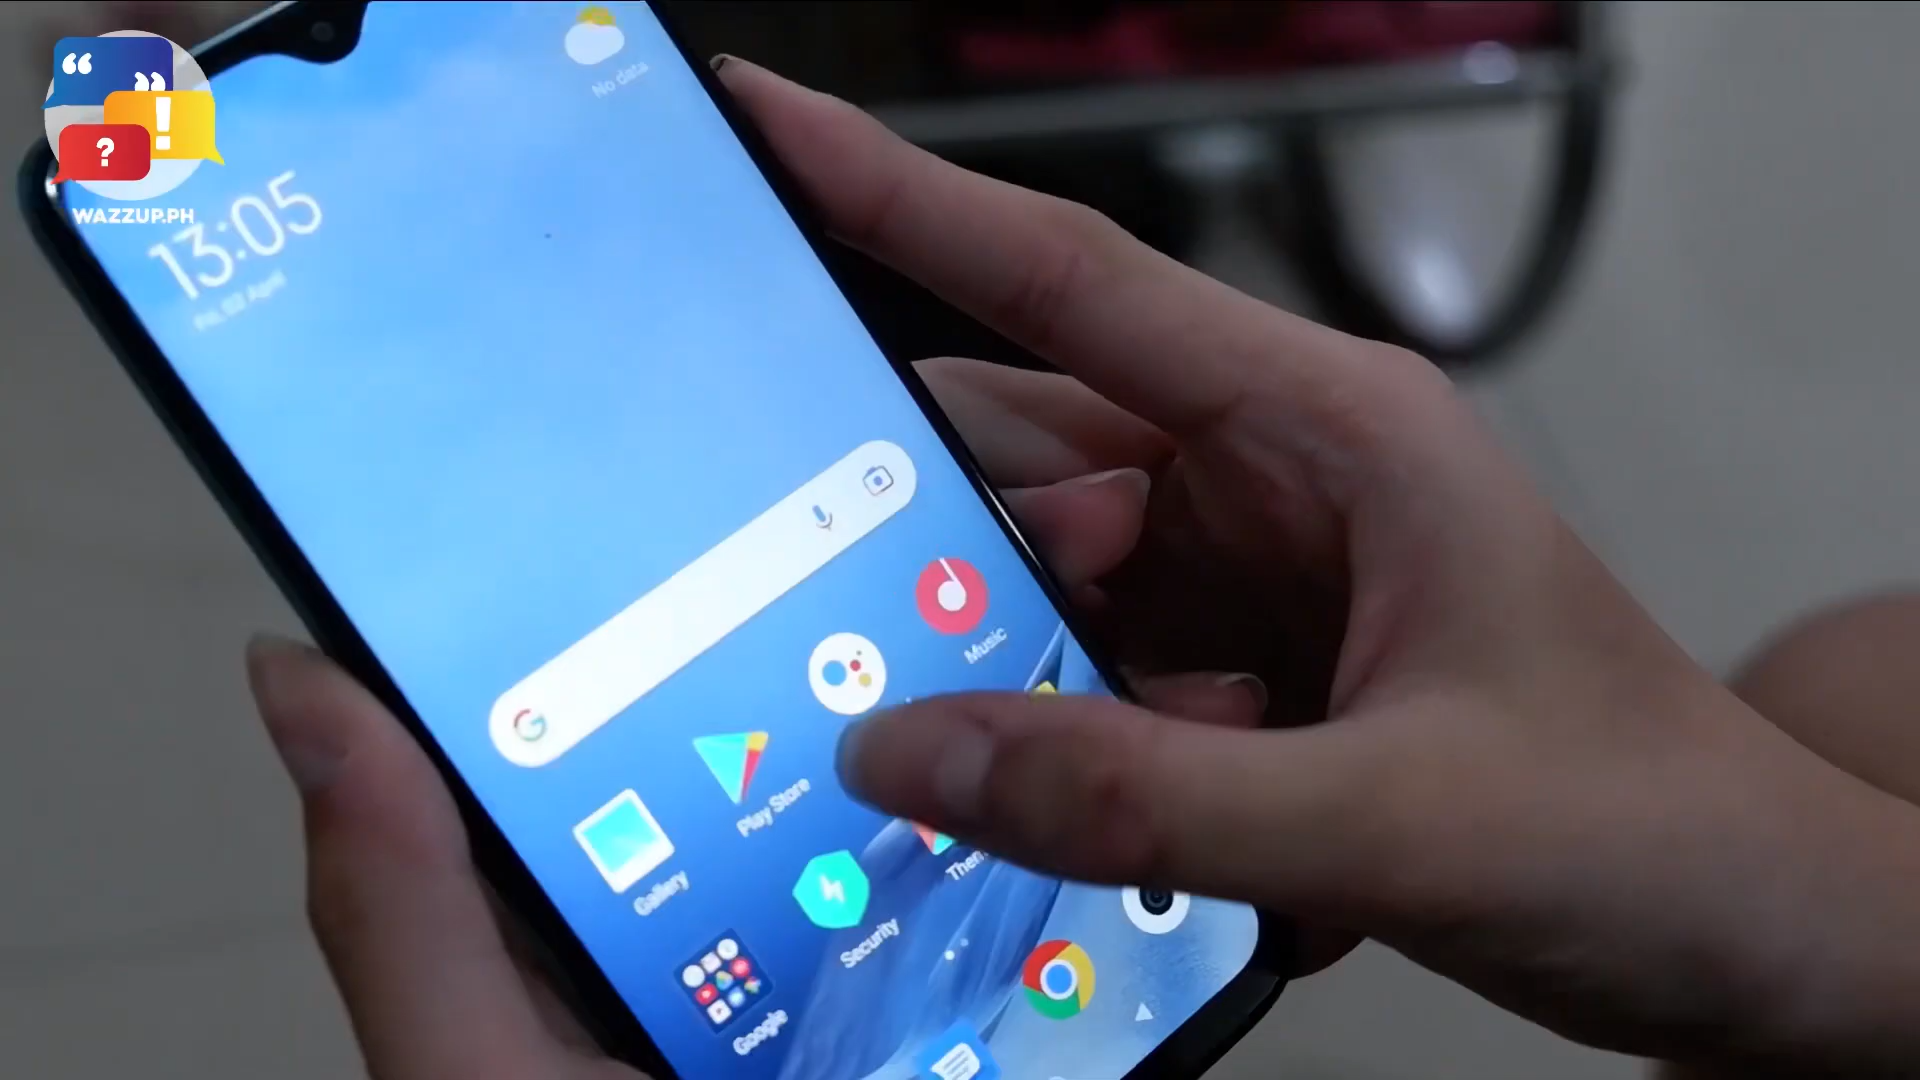 “ ”
!
?
WAZZUP.PH
No data
13:05
Music
Play Store
Gallery
Security
Google